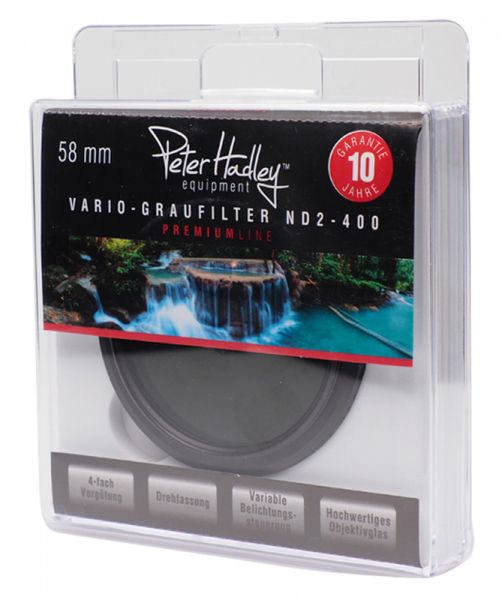 58 mm
Peter Hadley™
equipment
GARANTIE
10
JAHRE
VARIO-GRAUFILTER ND2-400
PREMIUMLINE
4-fach
Vergütung
Drehfassung
Variable
Belichtungs-
steuerung
Hochwertiges
Objektivglas